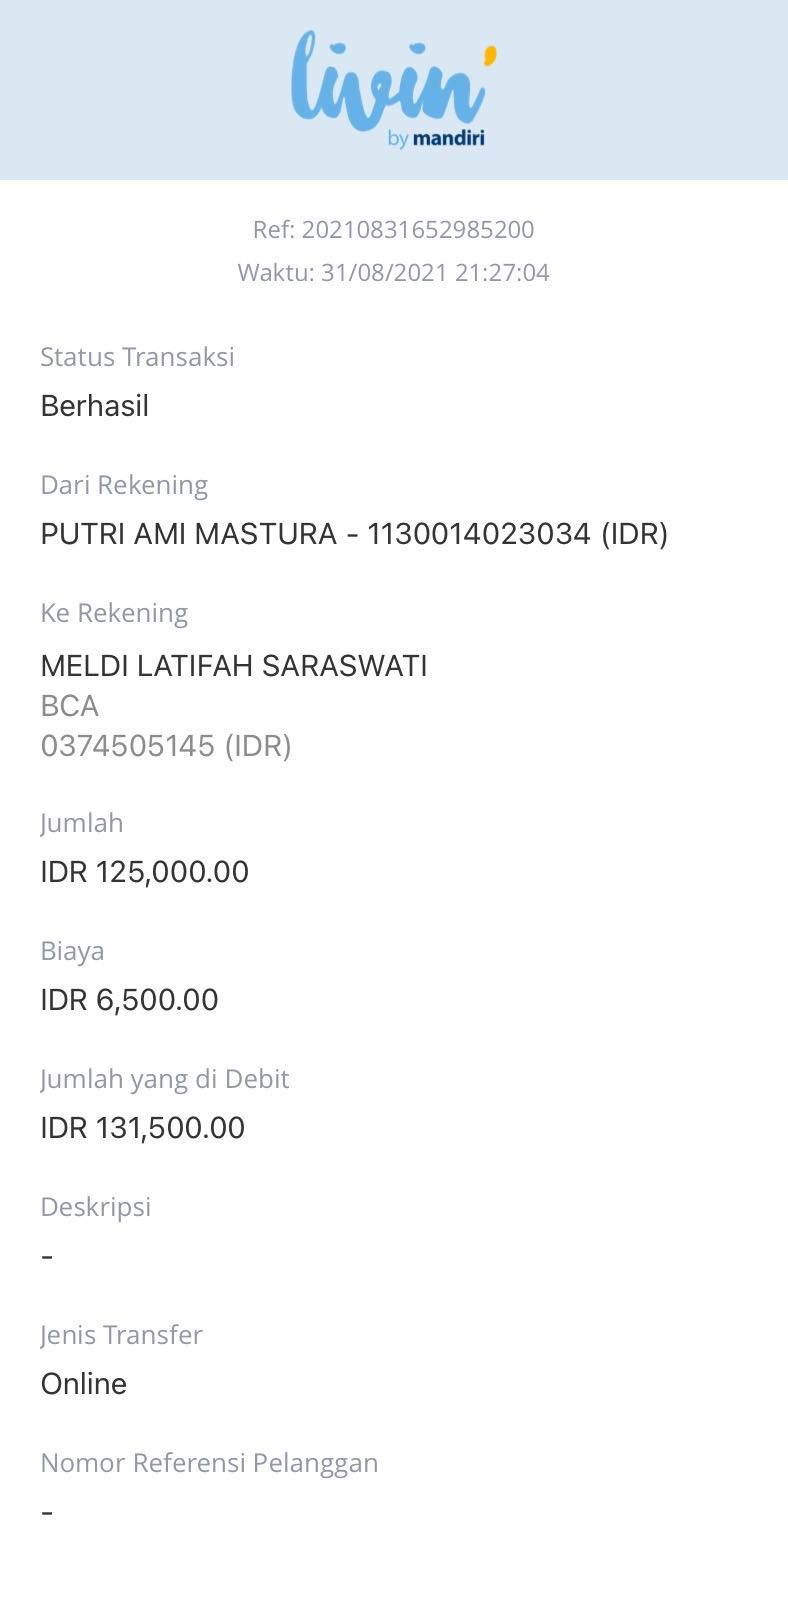 livin'
by mandiri
Ref: 20210831652985200
Waktu: 31/08/2021 21:27:04
Status Transaksi
Berhasil
Dari Rekening
PUTRI AMI MASTURA - 1130014023034 (IDR)
Ke Rekening
MELDI LATIFAH SARASWATI
BCA
0374505145 (IDR)
Jumlah
IDR 125,000.00
Biaya
IDR 6,500.00
Jumlah yang di Debit
IDR 131,500.00
Deskripsi
-
Jenis Transfer
Online
Nomor Referensi Pelanggan
-